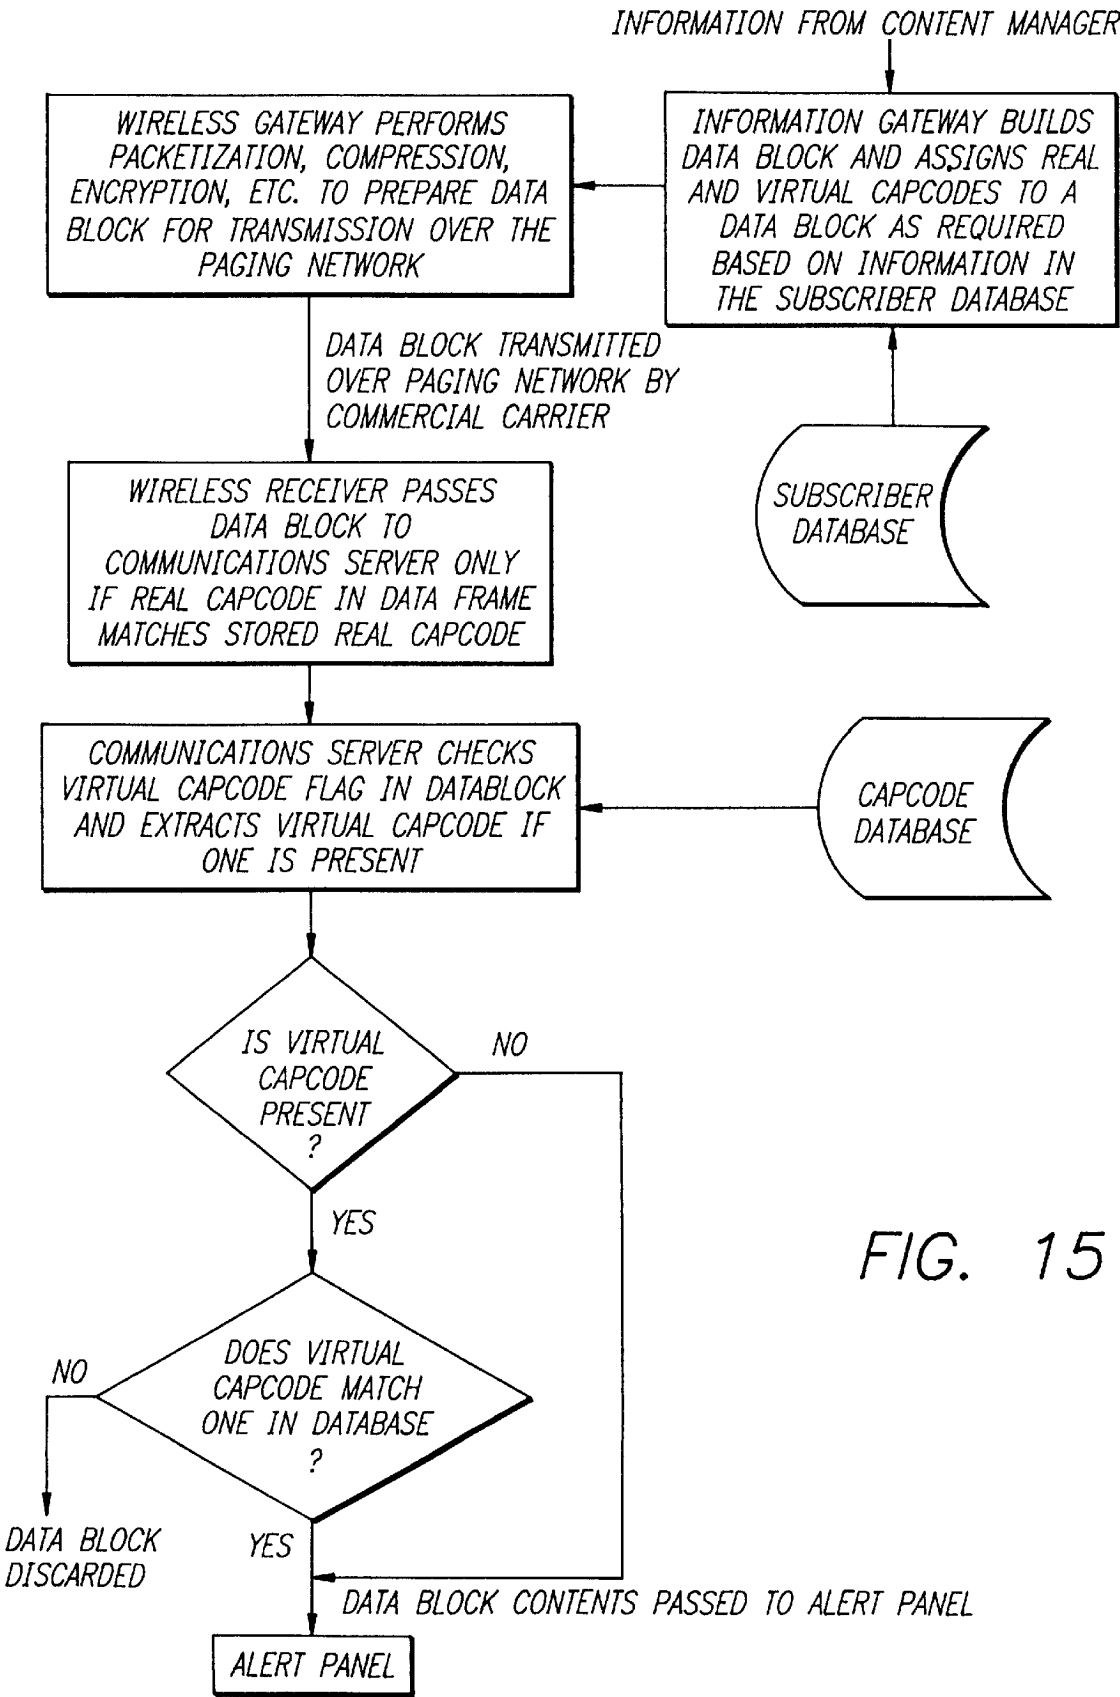 INFORMATION FROM CONTENT MANAGER
INFORMATION GATEWAY BUILDS
DATA BLOCK AND ASSIGNS REAL
AND VIRTUAL CAPCODES TO A
DATA BLOCK AS REQUIRED
BASED ON INFORMATION IN
THE SUBSCRIBER DATABASE
WIRELESS GATEWAY PERFORMS
PACKETIZATION, COMPRESSION,
ENCRYPTION, ETC. TO PREPARE DATA
BLOCK FOR TRANSMISSION OVER THE
PAGING NETWORK
SUBSCRIBER
DATABASE
DATA BLOCK TRANSMITTED
OVER PAGING NETWORK BY
COMMERCIAL CARRIER
WIRELESS RECEIVER PASSES
DATA BLOCK TO
COMMUNICATIONS SERVER ONLY
IF REAL CAPCODE IN DATA FRAME
MATCHES STORED REAL CAPCODE
COMMUNICATIONS SERVER CHECKS
VIRTUAL CAPCODE FLAG IN DATABLOCK
AND EXTRACTS VIRTUAL CAPCODE IF
ONE IS PRESENT
CAPCODE
DATABASE
IS VIRTUAL
CAPCODE
PRESENT
?
NO
YES
DOES VIRTUAL
CAPCODE MATCH
ONE IN DATABASE
?
NO
DATA BLOCK
DISCARDED
YES
DATA BLOCK CONTENTS PASSED TO ALERT PANEL
ALERT PANEL
FIG. 15